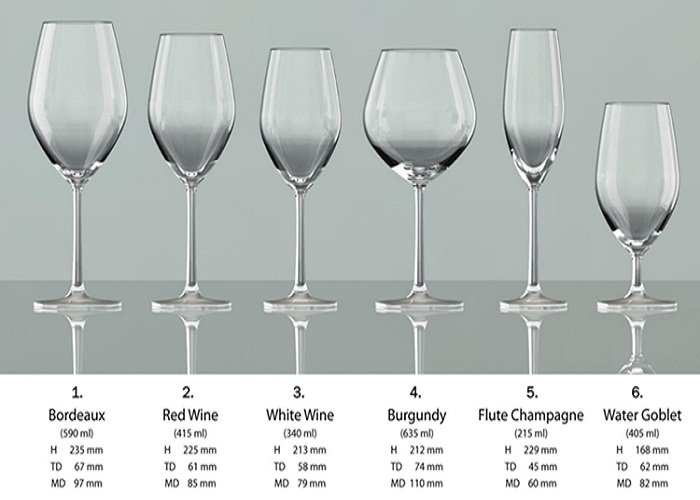 1.
Bordeaux
(590 ml)
H 235 mm
TD 67 mm
MD 97 mm
2.
Red Wine
(415 ml)
H 225 mm
TD 61 mm
MD 85 mm
3.
White Wine
(340 ml)
H 213 mm
TD 58 mm
MD 79 mm
4.
Burgundy
(635 ml)
H 212 mm
TD 74 mm
MD 110 mm
5.
Flute Champagne
(215 ml)
H 229 mm
TD 45 mm
MD 60 mm
6.
Water Goblet
(405 ml)
H 168 mm
TD 62 mm
MD 82 mm